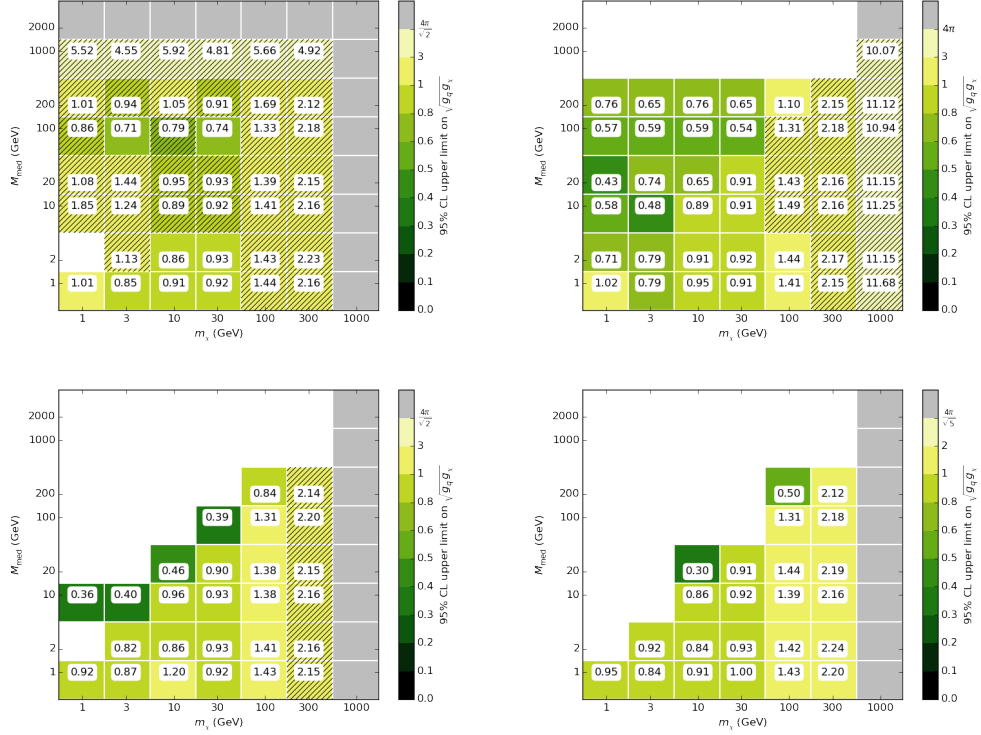 2000
1000 5.52 4.55 5.92 4.81 5.66 4.92
200 1.01 0.94 1.05 0.91 1.69 2.12
100 0.86 0.71 0.79 0.74 1.33 2.18
20 1.08 1.44 0.95 0.93 1.39 2.15
10 1.85 1.24 0.89 0.92 1.41 2.16
2 1.13 0.86 0.93 1.43 2.23
1 1.01 0.85 0.91 0.92 1.44 2.16
1 3 10 30 100 300 1000
m_χ (GeV)
M_med (GeV)
4π/√2
3
1
0.8
0.6
0.5
0.4
0.3
0.2
0.1
0.0
95% CL upper limit on √g_q g_χ
2000
1000 10.07
200 0.76 0.65 0.76 0.65 1.10 2.15 11.12
100 0.57 0.59 0.59 0.54 1.31 2.18 10.94
20 0.43 0.74 0.65 0.91 1.43 2.16 11.15
10 0.58 0.48 0.89 0.91 1.49 2.16 11.25
2 0.71 0.79 0.91 0.92 1.44 2.17 11.15
1 1.02 0.79 0.95 0.91 1.41 2.15 11.68
1 3 10 30 100 300 1000
m_χ (GeV)
M_med (GeV)
4π
3
1
0.8
0.6
0.5
0.4
0.3
0.2
0.1
0.0
95% CL upper limit on √g_q g_χ
2000
1000
200 0.84 2.14
100 0.39 1.31 2.20
20 0.46 0.90 1.38 2.15
10 0.36 0.40 0.96 0.93 1.38 2.16
2 0.82 0.86 0.93 1.41 2.16
1 0.92 0.87 1.20 0.92 1.43 2.15
1 3 10 30 100 300 1000
m_χ (GeV)
M_med (GeV)
4π/√2
3
1
0.8
0.6
0.5
0.4
0.3
0.2
0.1
0.0
95% CL upper limit on √g_q g_χ
2000
1000
200 0.50 2.12
100 1.31 2.18
20 0.30 0.91 1.44 2.19
10 0.86 0.92 1.39 2.16
2 0.92 0.84 0.93 1.42 2.24
1 0.95 0.84 0.91 1.00 1.43 2.20
1 3 10 30 100 300 1000
m_χ (GeV)
M_med (GeV)
4π/√5
2
1
0.8
0.6
0.5
0.4
0.3
0.2
0.1
0.0
95% CL upper limit on √g_q g_χ